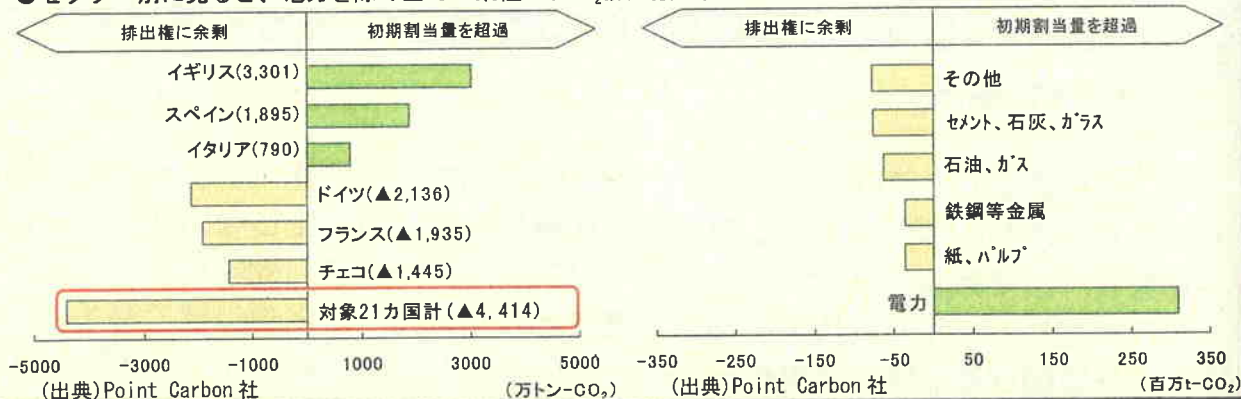 排出権に余剰
初期割当量を超過
イギリス(3,301)
スペイン(1,895)
イタリア(790)
ドイツ(▲2,136)
フランス(▲1,935)
チェコ(▲1,445)
対象21カ国計(▲4,414)
-5000 -3000 -1000 1000 3000 5000
(出典)Point Carbon社 (万トン-CO₂)
排出権に余剰
初期割当量を超過
その他
セメント、石灰、ガラス
石油、ガス
鉄鋼等金属
紙、パルプ
電力
-350 -250 -150 -50 50 150 250 350
(出典)Point Carbon社 (百万t-CO₂)